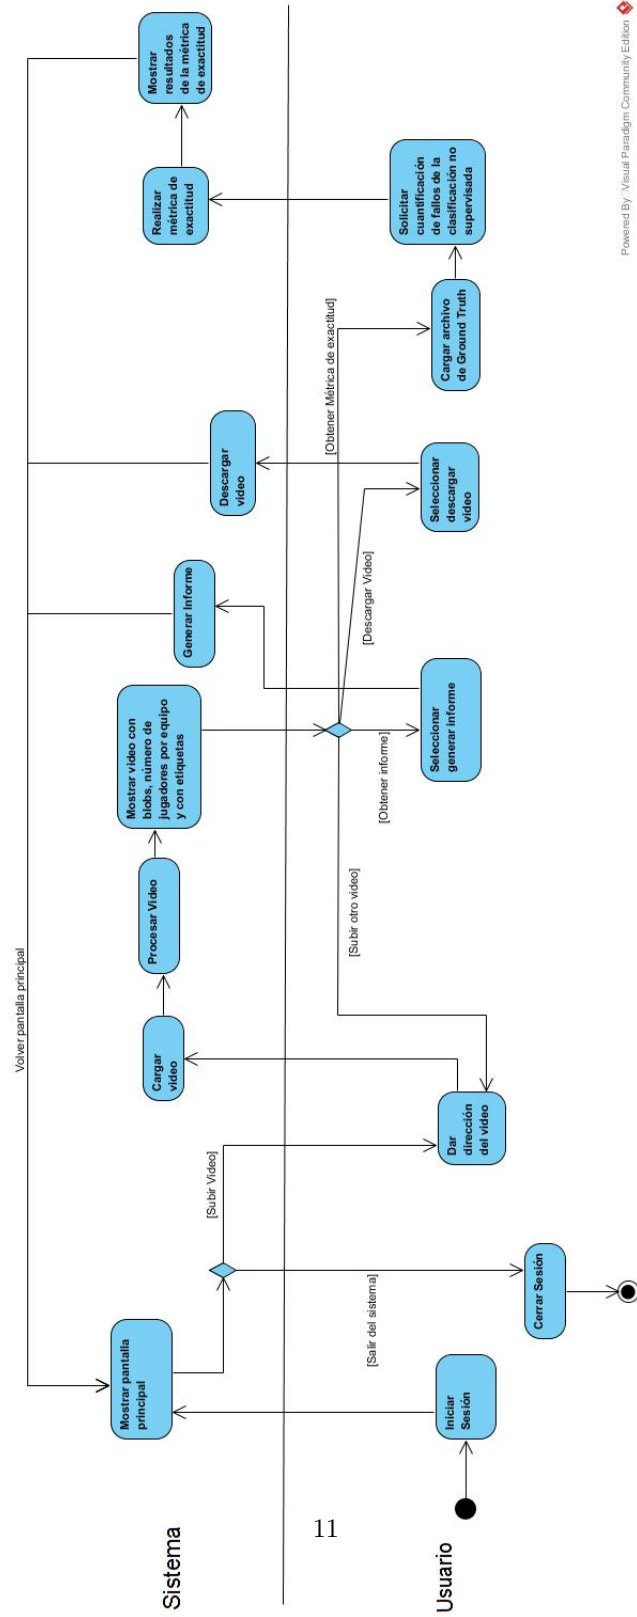 Sistema
Usuario
Volver pantalla principal
Mostrar pantalla
principal
Iniciar
Sesión
[Salir del sistema]
Cerrar Sesión
[Subir Video]
Dar
dirección
del video
Cargar
video
Procesar Video
Mostrar video con
blobs, número de
jugadores por equipo
y con etiquetas
[Subir otro video]
[Obtener informe]
Seleccionar
generar informe
Generar Informe
[Descargar Video]
Seleccionar
descargar
video
Descargar
video
[Obtener Métrica de exactitud]
Cargar archivo
de Ground Truth
Solicitar
cuantificación
de fallos de la
clasificación no
supervisada
Realizar
métrica de
exactitud
Mostrar
resultados
de la métrica
de exactitud
Powered By Visual Paradigm Community Edition
11